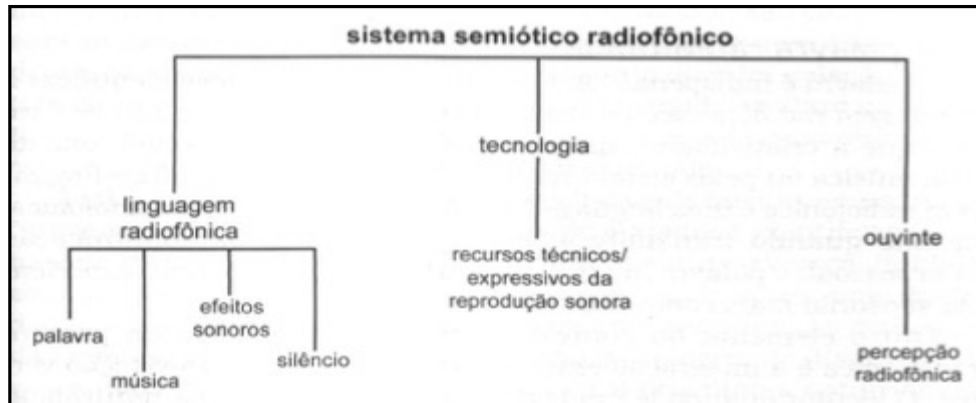 sistema semiótico radiofônico
tecnologia
linguagem
radiofônica
ouvinte
recursos técnicos/
expressivos da
reprodução sonora
efeitos
sonoros
palavra
silêncio
percepção
radiofônica
música